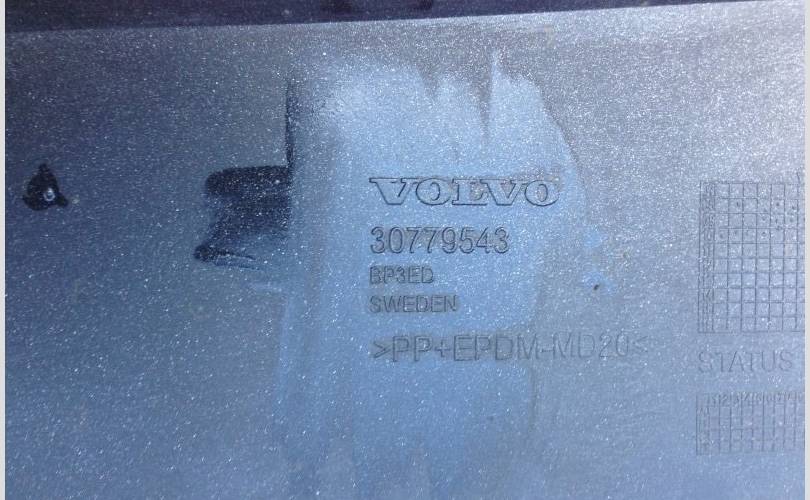 VOLVO
30779543
BP3ED
SWEDEN
>PP+EPDM-MD20<
STATUS